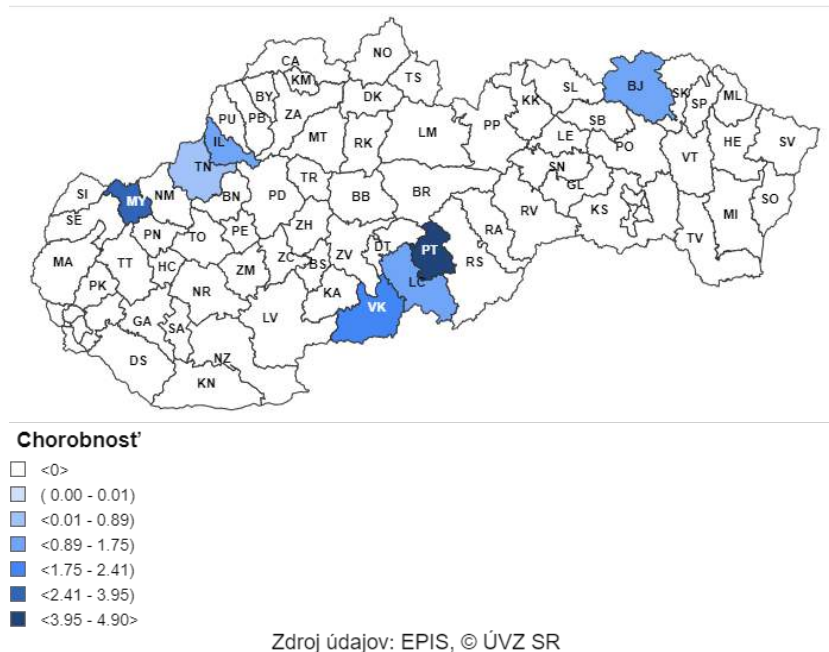 NO
CA
KM
TS
BY
DK
PU
PB
ZA
MT
RK
LM
IL
TN
PP
KK
SL
BJ
SK
SP
ML
LE
SB
PO
VT
HE
SV
SN
GL
SI
MY
NM
BN
PD
TR
BB
BR
RV
KS
MI
SO
SE
PN
TO
PE
ZH
ZV
DT
PT
RA
RS
TV
MA
TT
HC
ZM
ZC
BS
LC
PK
NR
KA
VK
GA
SA
LV
DS
NZ
KN
Chorobnosť
<0>
( 0.00 - 0.01)
<0.01 - 0.89)
<0.89 - 1.75)
<1.75 - 2.41)
<2.41 - 3.95)
<3.95 - 4.90>
Zdroj údajov: EPIS, © ÚVZ SR